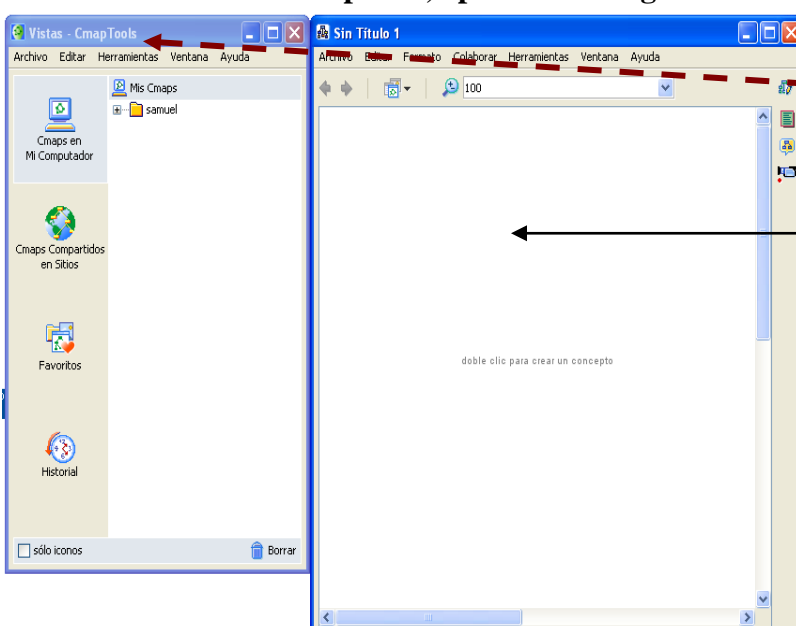 Vistas - CmapTools
Archivo Editar Herramientas Ventana Ayuda
Mis Cmaps
samuel
Cmaps en
Mi Computador
Cmaps Compartidos
en Sitios
Favoritos
Historial
sólo iconos
Borrar
Sin Título 1
Archivo Editar Formato Colaborar Herramientas Ventana Ayuda
100
doble clic para crear un concepto